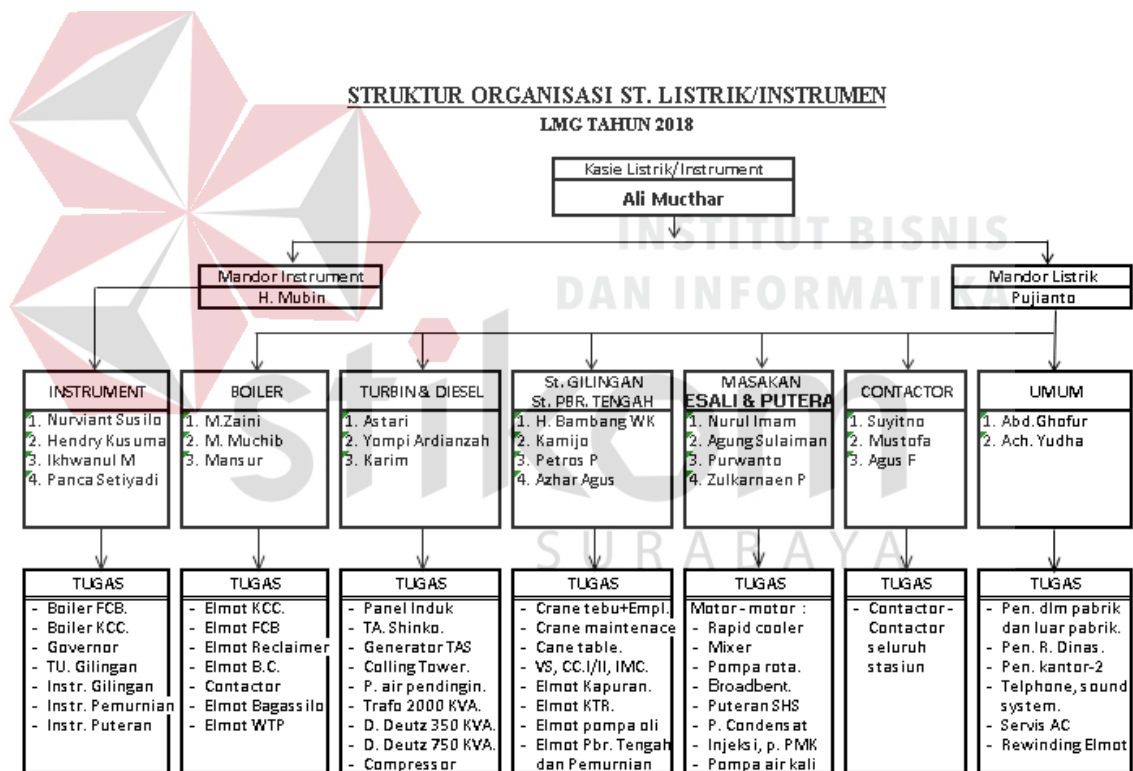 STRUKTUR ORGANISASI ST. LISTRIK/INSTRUMEN
LMG TAHUN 2018
Kasie Listrik/Instrument
Ali Mucthar
INSTITUT BISNIS
DAN INFORMATIKA
stikom
SURABAYA
Mandor Instrument
H. Mubin
Mandor Listrik
Pujianto
INSTRUMENT
1. Nurviant Susilo
2. Hendry Kusuma
3. Ikhwanul M
4. Panca Setiyadi
BOILER
1. M.Zaini
2. M. Muchib
3. Mansur
TURBIN & DIESEL
1. Astari
2. Yompi Ardianzah
3. Karim
St. GILINGAN
St. PBR. TENGAH
1. H. Bambang WK
2. Kamijo
3. Petros P
4. Azhar Agus
MASAKAN
ESALI & PUTERA
1. Nurul Imam
2. Agung Sulaiman
3. Purwanto
4. Zulkarnaen P
CONTACTOR
1. Suyitno
2. Mustofa
3. Agus F
UMUM
1. Abd.Ghofur
2. Ach. Yudha
TUGAS
- Boiler FCB.
- Boiler KCC.
- Governor
- TU. Gilingan
- Instr. Gilingan
- Instr. Pemurnian
- Instr. Puteran
TUGAS
- Elmot KCC.
- Elmot FCB
- Elmot Reclaimer
- Elmot B.C.
- Contactor
- Elmot Bagassilo
- Elmot WTP
TUGAS
- Panel Induk
- TA. Shinko.
- Generator TAS
- Colling Tower.
- P. air pendingin.
- Trafo 2000 KVA.
- D. Deutz 350 KVA.
- D. Deutz 750 KVA.
- Compressor
TUGAS
- Crane tebu+Empl.
- Crane maintenace
- Cane table.
- VS, CC.I/II, IMC.
- Elmot Kapuran.
- Elmot KTR.
- Elmot pompa oli
- Elmot Pbr. Tengah
dan Pemurnian
TUGAS
Motor-motor :
- Rapid cooler
- Mixer
- Pompa rota.
- Broadbent.
- Puteran SHS
- P. Condensat
- Injeksi, p. PMK
- Pompa air kali
TUGAS
- Contactor-
Contactor
seluruh
stasiun
TUGAS
- Pen. dlm pabrik
dan luar pabrik.
- Pen. R. Dinas.
- Pen. kantor-2
- Telphone, sound
system.
- Servis AC
- Rewinding Elmot